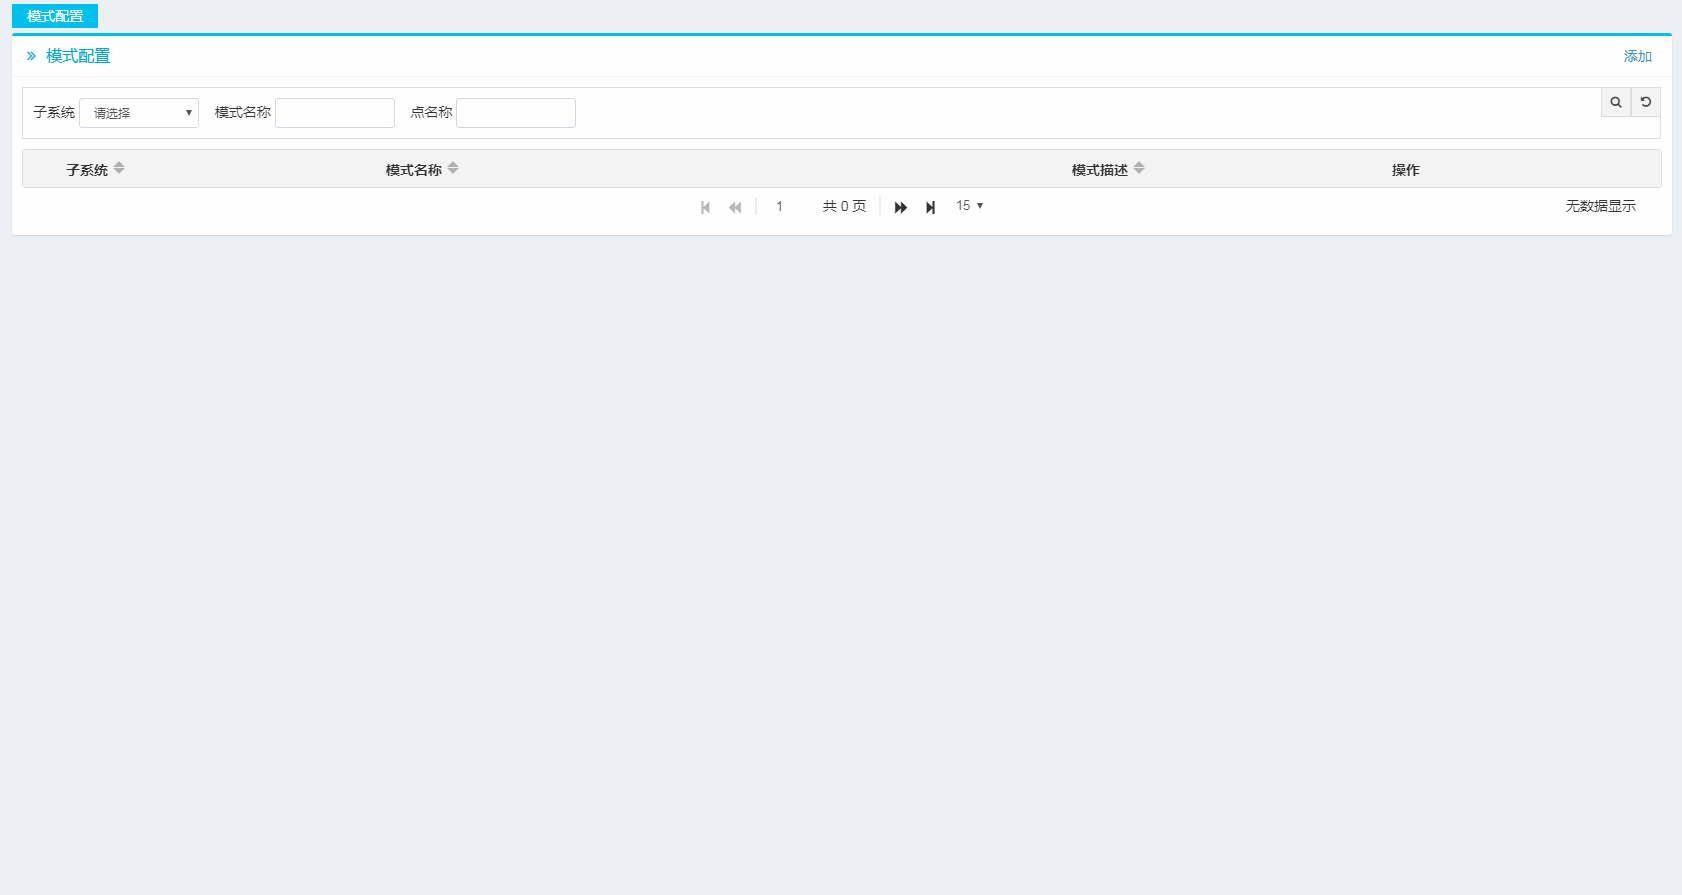 模式配置
模式配置 添加
子系统 请选择 模式名称 点名称
子系统 模式名称 模式描述 操作
1 共 0 页 15 无数据显示